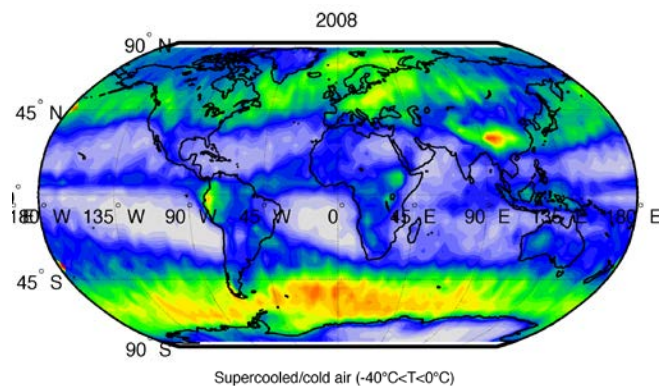 2008
90° N
45° N
180° W 135° W 90° W 45° W 0° 45° E 90° E 135° E 180° E
45° S
90° S
Supercooled/cold air (-40°C<T<0°C)